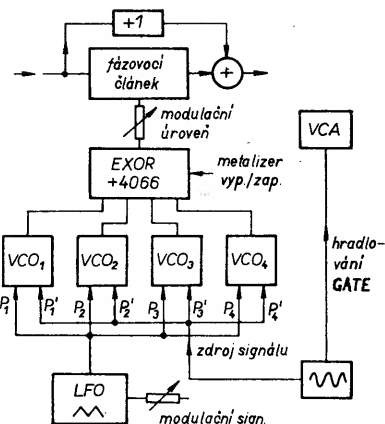 +1
fázovocí
článek
+
modulační
úroveň
VCA
EXOR
+4066
metalizer
vyp./zap.
VCO1 VCO2 VCO3 VCO4
hradlo-
vání
GATE
P1 P1' P2 P2' P3 P3' P4 P4'
zdroj signálu
LFO
modulační sign.